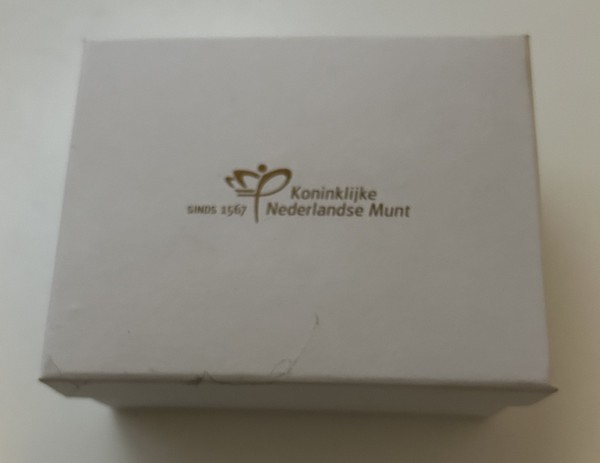 Koninklijke
SINDS 1567 Nederlandse Munt